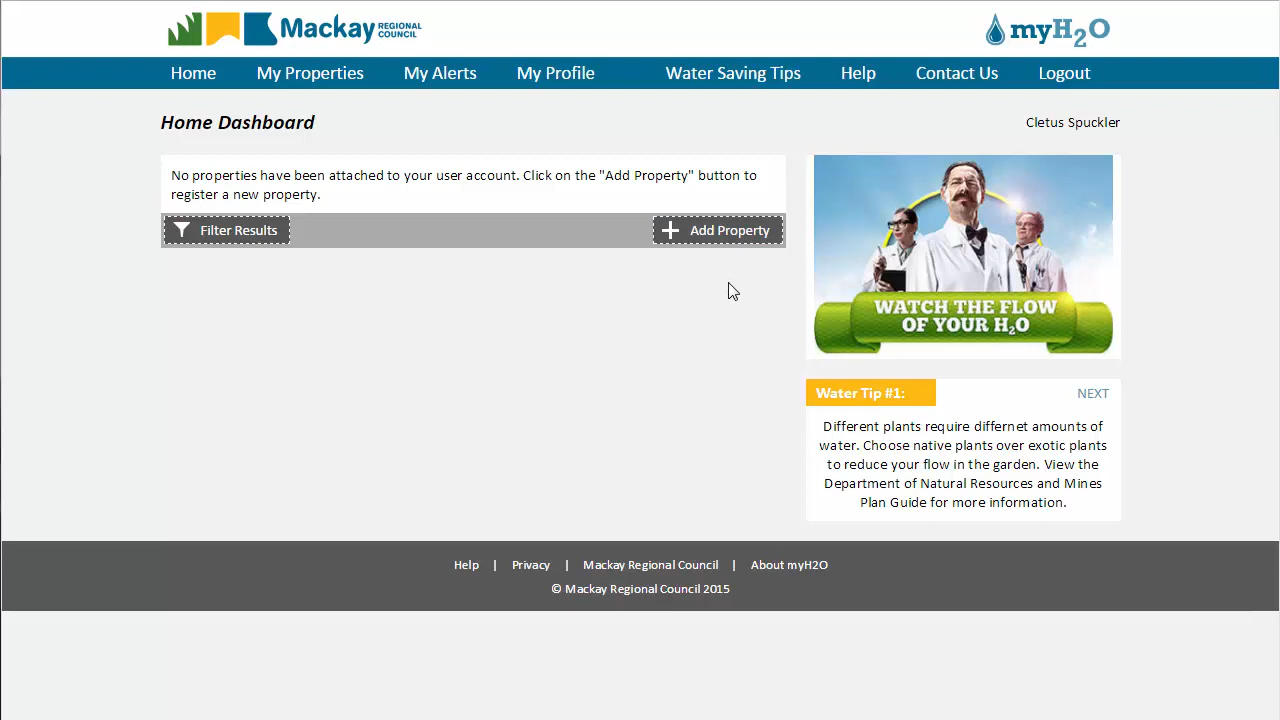 Mackay REGIONAL COUNCIL
myH2O
Home My Properties My Alerts My Profile Water Saving Tips Help Contact Us Logout
Home Dashboard
Cletus Spuckler
No properties have been attached to your user account. Click on the "Add Property" button to
register a new property.
Filter Results
Add Property
WATCH THE FLOW
OF YOUR H2O
Water Tip #1:
NEXT
Different plants require differnet amounts of
water. Choose native plants over exotic plants
to reduce your flow in the garden. View the
Department of Natural Resources and Mines
Plan Guide for more information.
Help | Privacy | Mackay Regional Council | About myH2O
© Mackay Regional Council 2015